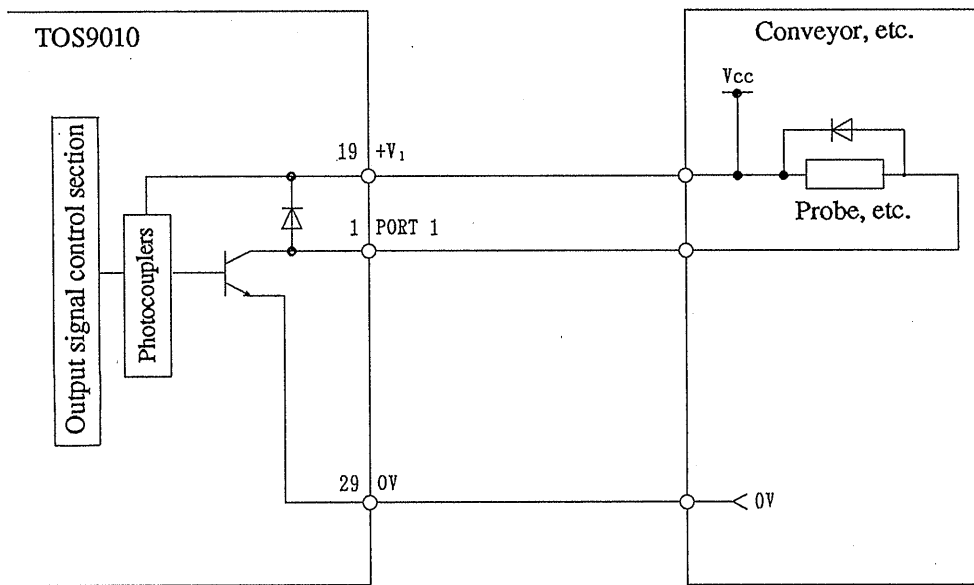 TOS9010
Conveyor, etc.
Vcc
19 +V₁
Probe, etc.
1 PORT 1
Output signal control section
Photocouplers
29 0V
0V